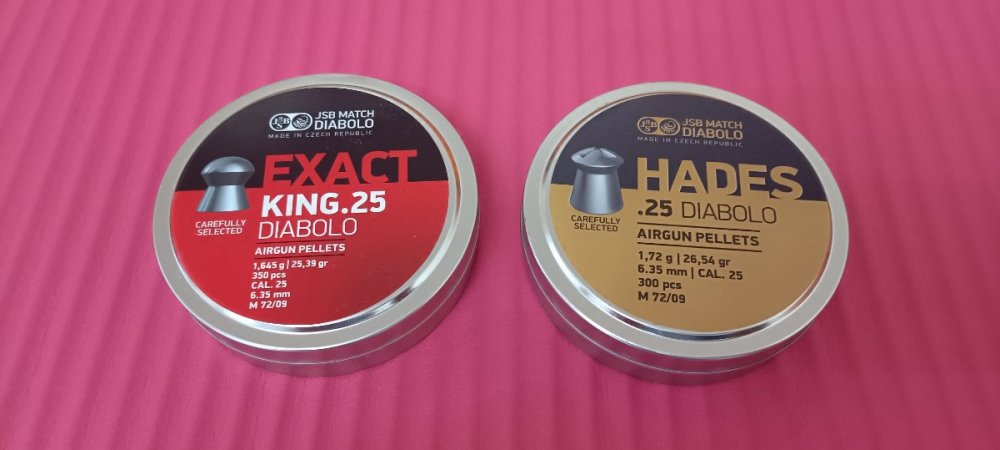 JSB MATCH
DIABOLO
MADE IN CZECH REPUBLIC
EXACT
KING.25
DIABOLO
CAREFULLY
SELECTED
AIRGUN PELLETS
1,645 g | 25,39 gr
350 pcs
CAL. 25
6.35 mm
M 72/09
JSB MATCH
DIABOLO
MADE IN CZECH REPUBLIC
HADES
.25 DIABOLO
CAREFULLY
SELECTED
AIRGUN PELLETS
1,72 g | 26,54 gr
6.35 mm | CAL. 25
300 pcs
M 72/09